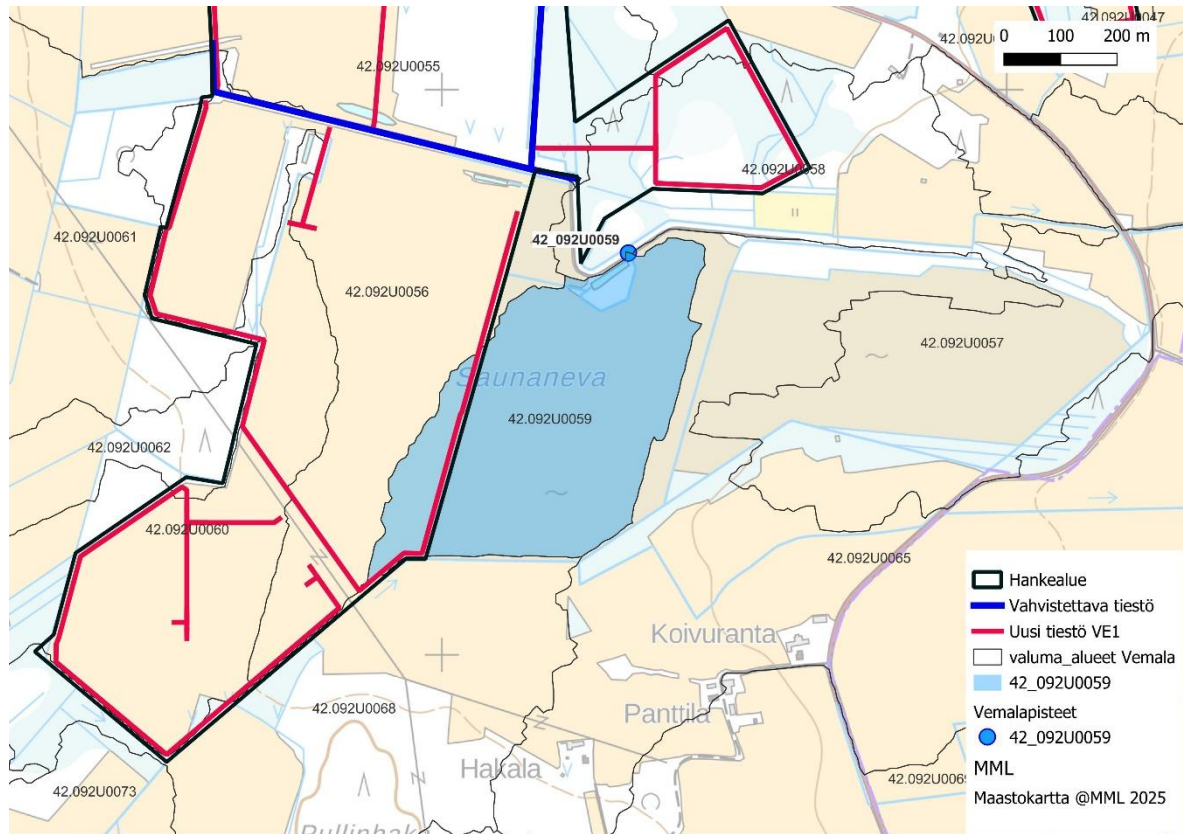 42.092U0047
0 100 200 m
42.092U0055
42.092U0058
42.092U0061
42_092U0059
42.092U0056
42.092U0057
Saunaneva
42.092U0059
42.092U0062
42.092U0060
42.092U0065
Koivuranta
42.092U0068
Panttila
Hakala
42.092U0073
Hankealue
Vahvistettava tiestö
Uusi tiestö VE1
valuma_alueet Vemala
42_092U0059
Vemalapisteet
42_092U0059
MML
Maastokartta @MML 2025